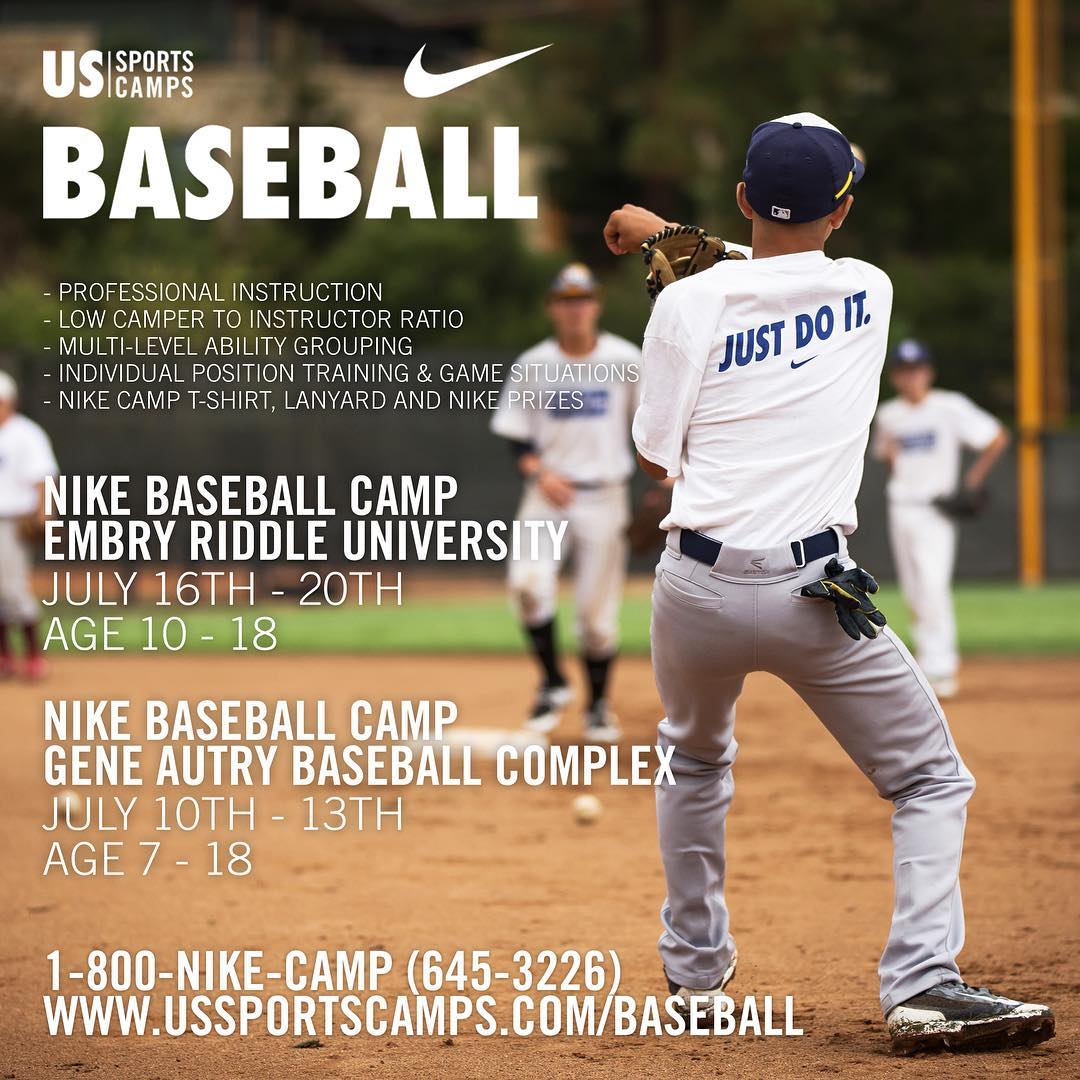 US SPORTS CAMPS
BASEBALL
- PROFESSIONAL INSTRUCTION
- LOW CAMPER TO INSTRUCTOR RATIO
- MULTI-LEVEL ABILITY GROUPING
- INDIVIDUAL POSITION TRAINING & GAME SITUATIONS
- NIKE CAMP T-SHIRT, LANYARD AND NIKE PRIZES
JUST DO IT.
NIKE BASEBALL CAMP
EMBRY RIDDLE UNIVERSITY
JULY 16TH - 20TH
AGE 10 - 18
NIKE BASEBALL CAMP
GENE AUTRY BASEBALL COMPLEX
JULY 10TH - 13TH
AGE 7 - 18
1-800-NIKE-CAMP (645-3226)
WWW.USSPORTSCAMPS.COM/BASEBALL